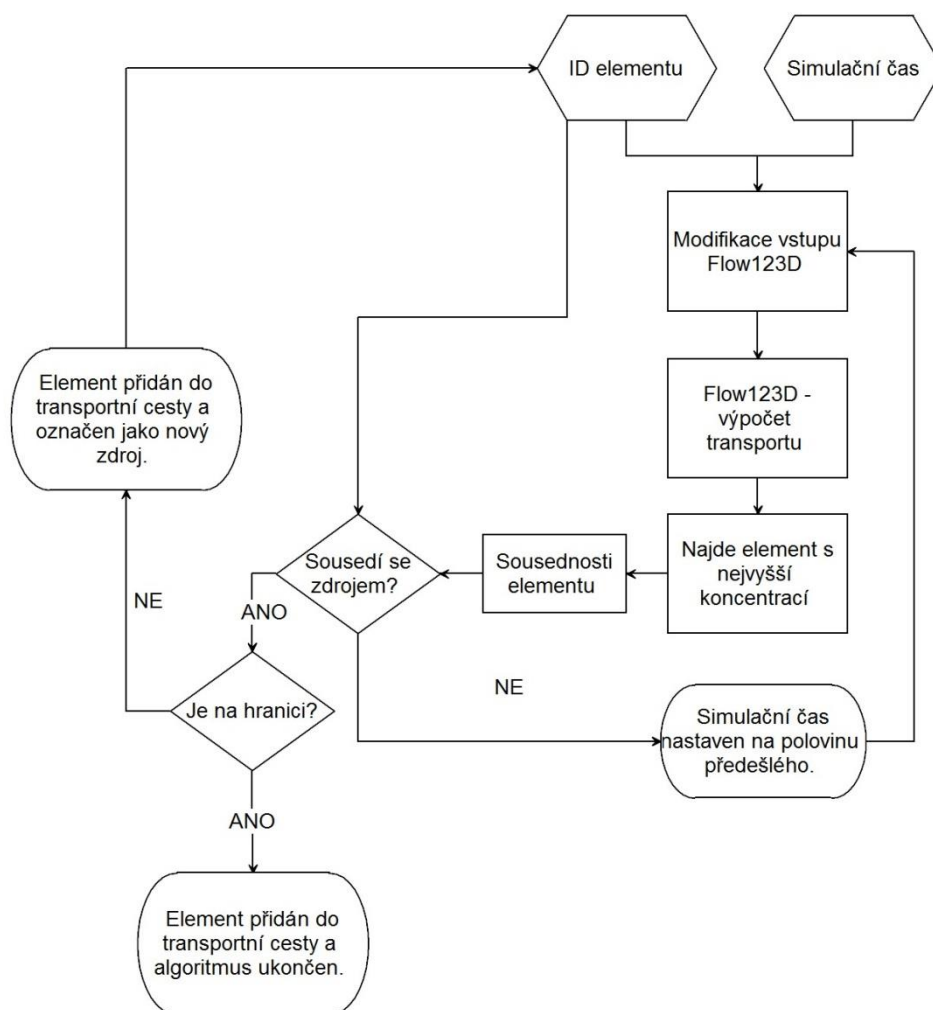 ID elementu
Simulační čas
Modifikace vstupu
Flow123D
Element přidán do
transportní cesty a
označen jako nový
zdroj.
Flow123D -
výpočet
transportu
Sousedí se
zdrojem?
Sousednosti
elementu
Najde element s
nejvyšší
koncentrací
NE
ANO
NE
Je na hranici?
Simulační čas
nastaven na polovinu
předešlého.
ANO
Element přidán do
transportní cesty a
algoritmus ukončen.